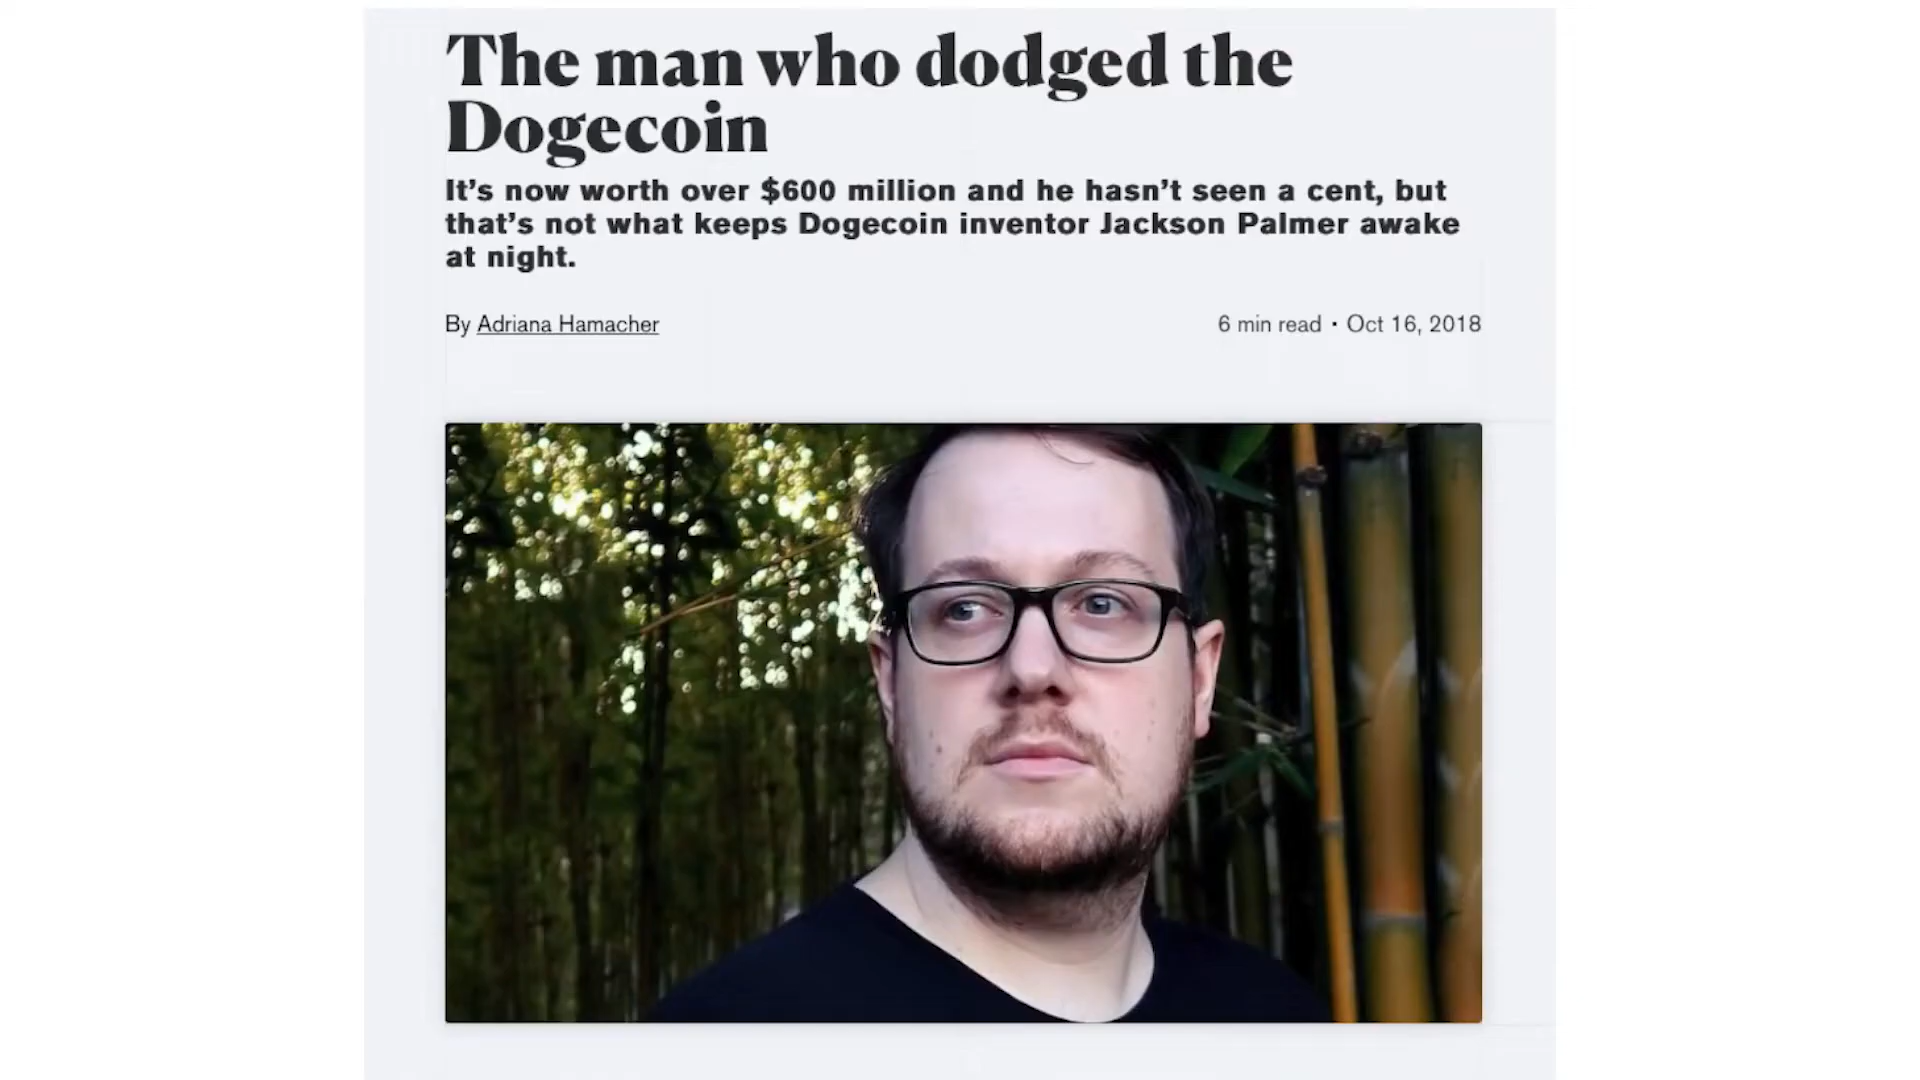 The man who dodged the
Dogecoin
It’s now worth over $600 million and he hasn’t seen a cent, but
that’s not what keeps Dogecoin inventor Jackson Palmer awake
at night.
By Adriana Hamacher
6 min read • Oct 16, 2018